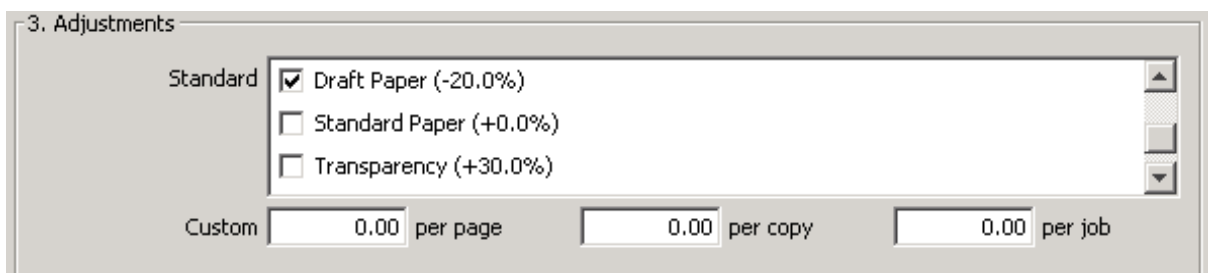 3. Adjustments
Standard Draft Paper (-20.0%)
Standard Paper (+0.0%)
Transparency (+30.0%)
Custom 0.00 per page 0.00 per copy 0.00 per job